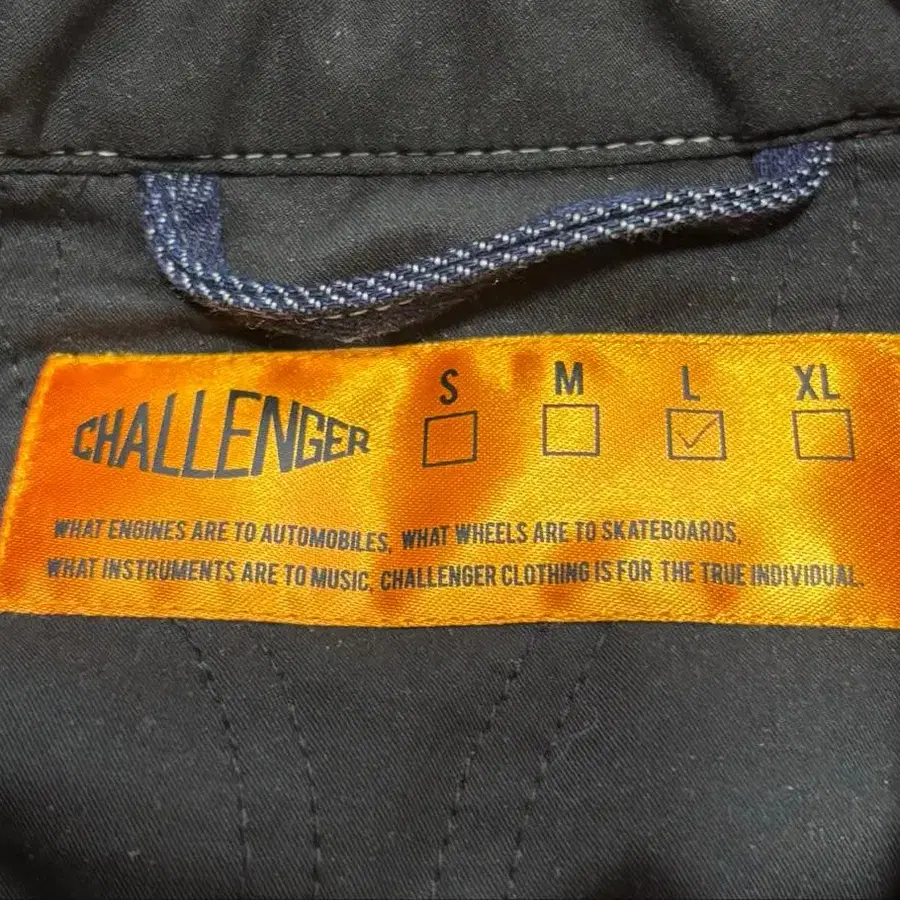 CHALLENGER S M L XL
WHAT ENGINES ARE TO AUTOMOBILES, WHAT WHEELS ARE TO SKATEBOARDS,
WHAT INSTRUMENTS ARE TO MUSIC, CHALLENGER CLOTHING IS FOR THE TRUE INDIVIDUAL.